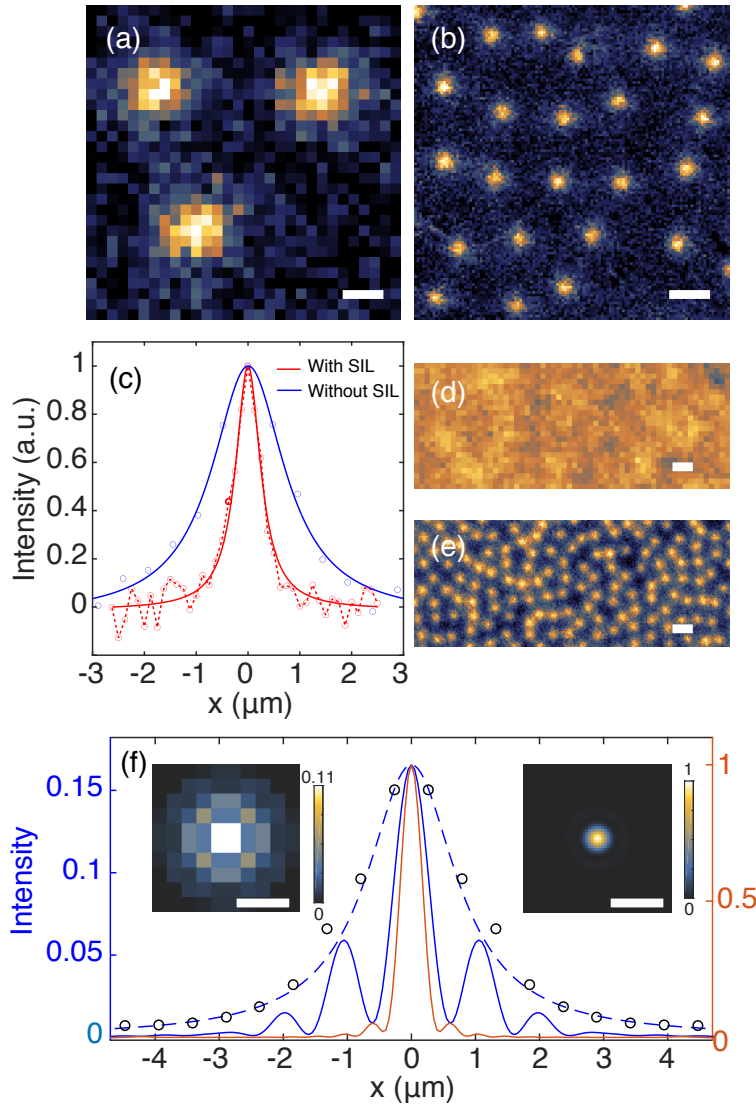 (a)
(b)
(c)
With SIL
Without SIL
1
0.8
0.6
0.4
0.2
0
Intensity (a.u.)
-3 -2 -1 0 1 2 3
x (μm)
(d)
(e)
(f)
0.15
0.1
0.05
0
Intensity
0.11
0
1
0
1
0.5
0
-4 -3 -2 -1 0 1 2 3 4
x (μm)